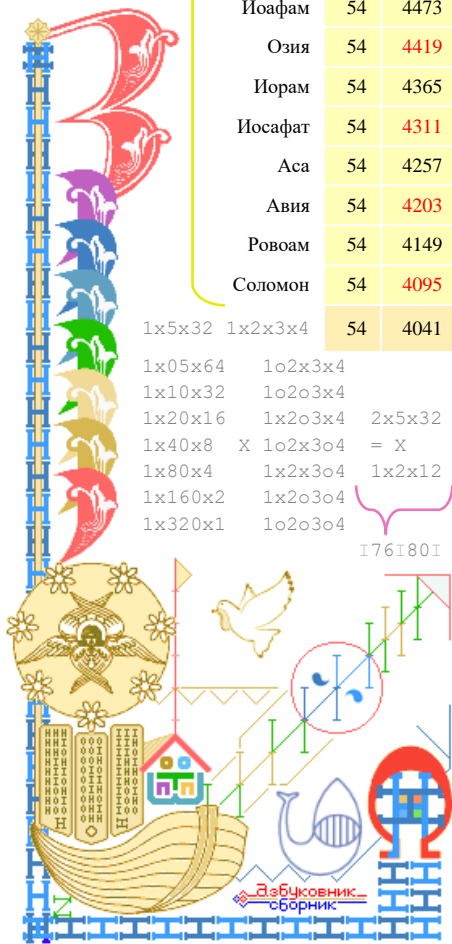 Иоафам 54 4473
Озия 54 4419
Иорам 54 4365
Иосафат 54 4311
Аса 54 4257
Авия 54 4203
Ровоам 54 4149
Соломон 54 4095
1x5x32 1x2x3x4 54 4041
1x05x64 1o2x3x4
1x10x32 1o2o3x4
1x20x16 1x2o3x4 2x5x32
1x40x8 X 1o2x3o4 = X
1x80x4 1x2x3o4 1x2x12
1x160x2 1x2o3o4
1x320x1 1o2o3o4
I76I80I
Азбуковник
сборник